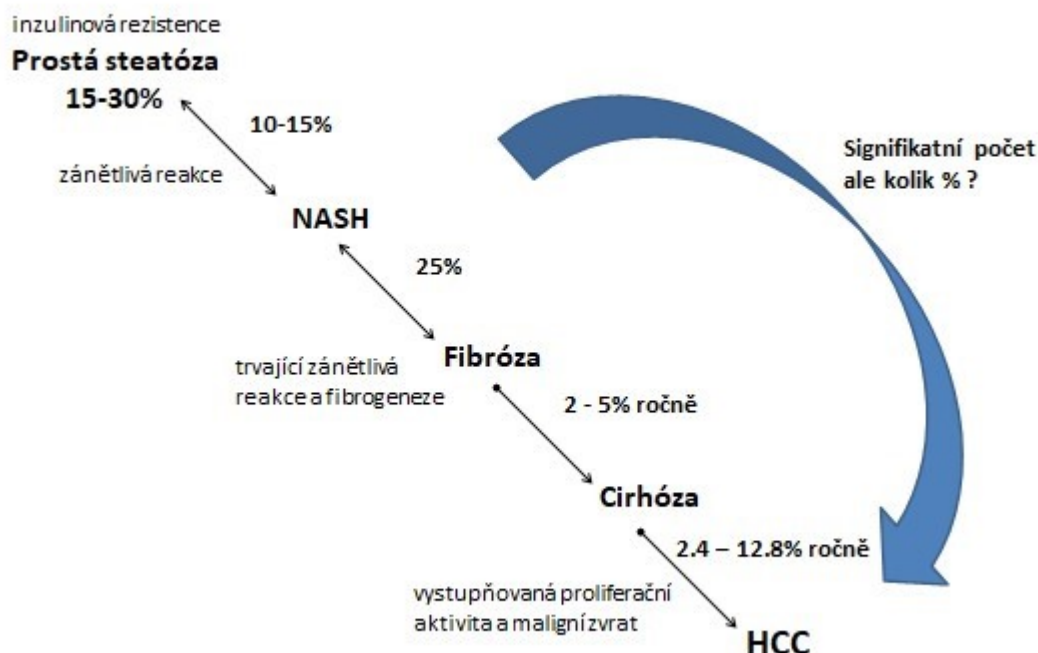 inzulinová rezistence
Prostá steatóza
15-30%
10-15%
zánětlivá reakce
NASH
25%
Signifikatní počet
ale kolik % ?
Fibróza
trvající zánětlivá
reakce a fibrogeneze
2 - 5% ročně
Cirhóza
2.4 – 12.8% ročně
vystupňovaná proliferační
aktivita a maligní zvrat
HCC